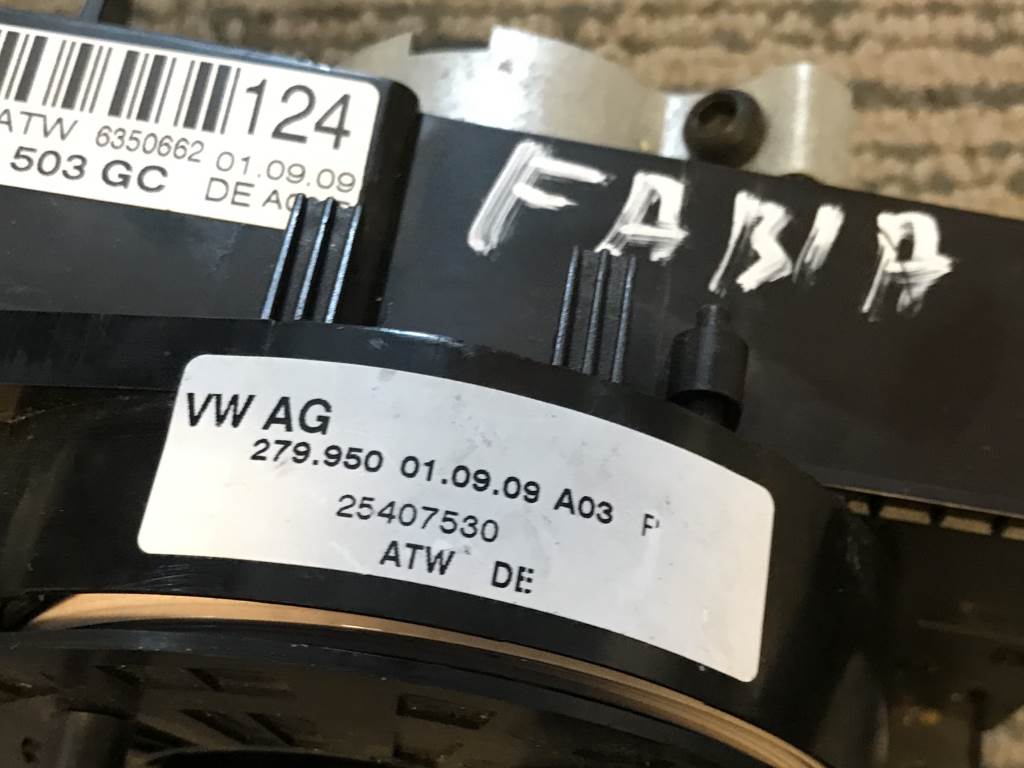 124
ATW 6350662 01.09.09
503 GC DE
FABIA
VW AG
279.950 01.09.09 A03 P
25407530
ATW DE